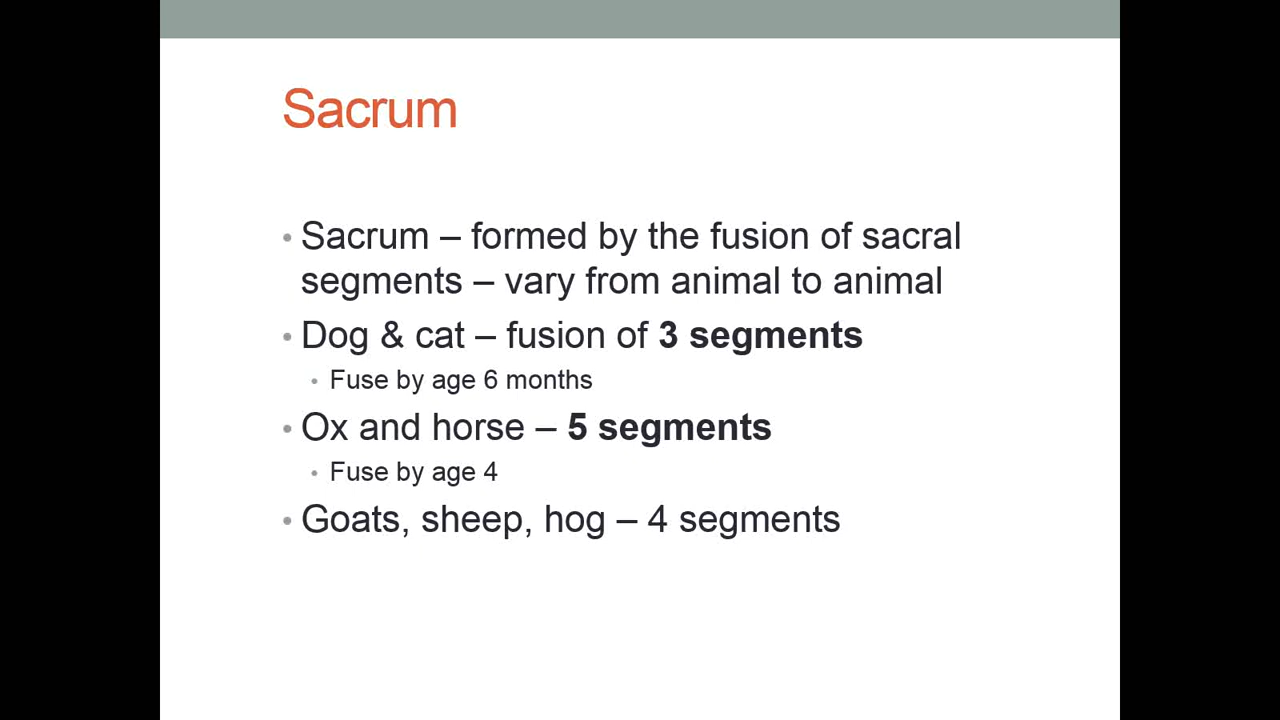 Sacrum
• Sacrum – formed by the fusion of sacral
segments – vary from animal to animal
• Dog & cat – fusion of 3 segments
• Fuse by age 6 months
• Ox and horse – 5 segments
• Fuse by age 4
• Goats, sheep, hog – 4 segments